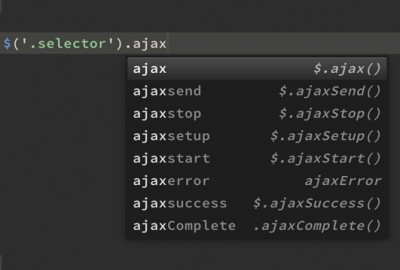 $('.selector').ajax
ajax $.ajax()
ajaxsend $.ajaxSend()
ajaxstop $.ajaxStop()
ajaxsetup $.ajaxSetup()
ajaxstart $.ajaxStart()
ajaxerror ajaxError
ajaxsuccess $.ajaxSuccess()
ajaxComplete .ajaxComplete()